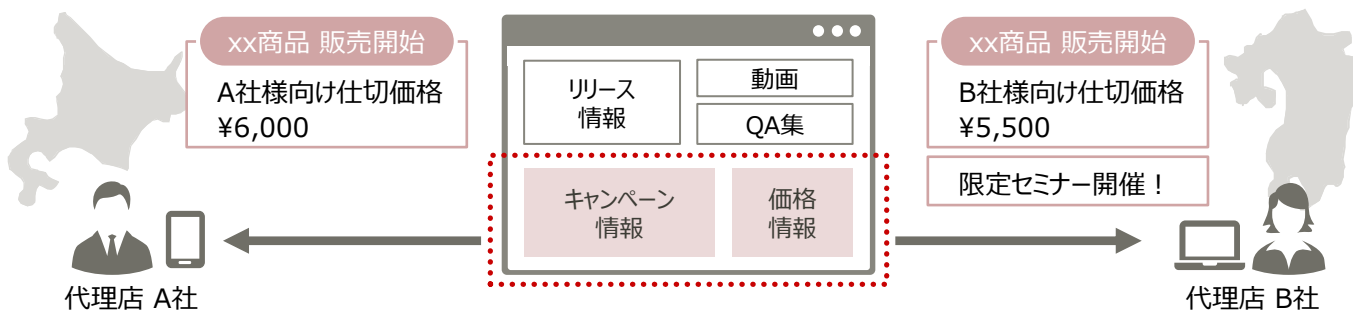 xx商品 販売開始
A社様向け仕切価格
¥6,000
代理店 A社
リリース
情報
動画
QA集
キャンペーン
情報
価格
情報
xx商品 販売開始
B社様向け仕切価格
¥5,500
限定セミナー開催！
代理店 B社